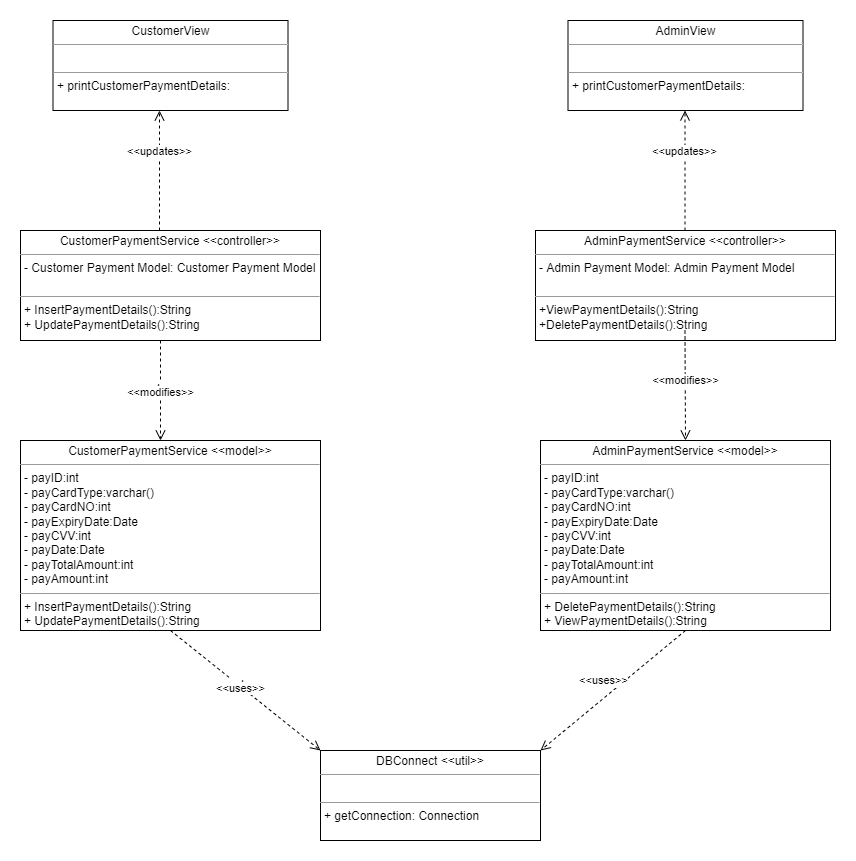 CustomerView
+ printCustomerPaymentDetails:
AdminView
+ printCustomerPaymentDetails:
<<updates>>
<<updates>>
CustomerPaymentService <<controller>>
- Customer Payment Model: Customer Payment Model
+ InsertPaymentDetails():String
+ UpdatePaymentDetails():String
AdminPaymentService <<controller>>
- Admin Payment Model: Admin Payment Model
+ViewPaymentDetails():String
+DeletePaymentDetails():String
<<modifies>>
<<modifies>>
CustomerPaymentService <<model>>
- payID:int
- payCardType:varchar()
- payCardNO:int
- payExpiryDate:Date
- payCVV:int
- payDate:Date
- payTotalAmount:int
- payAmount:int
+ InsertPaymentDetails():String
+ UpdatePaymentDetails():String
AdminPaymentService <<model>>
- payID:int
- payCardType:varchar()
- payCardNO:int
- payExpiryDate:Date
- payCVV:int
- payDate:Date
- payTotalAmount:int
- payAmount:int
+ DeletePaymentDetails():String
+ ViewPaymentDetails():String
<<uses>>
<<uses>>
DBConnect <<util>>
+ getConnection: Connection